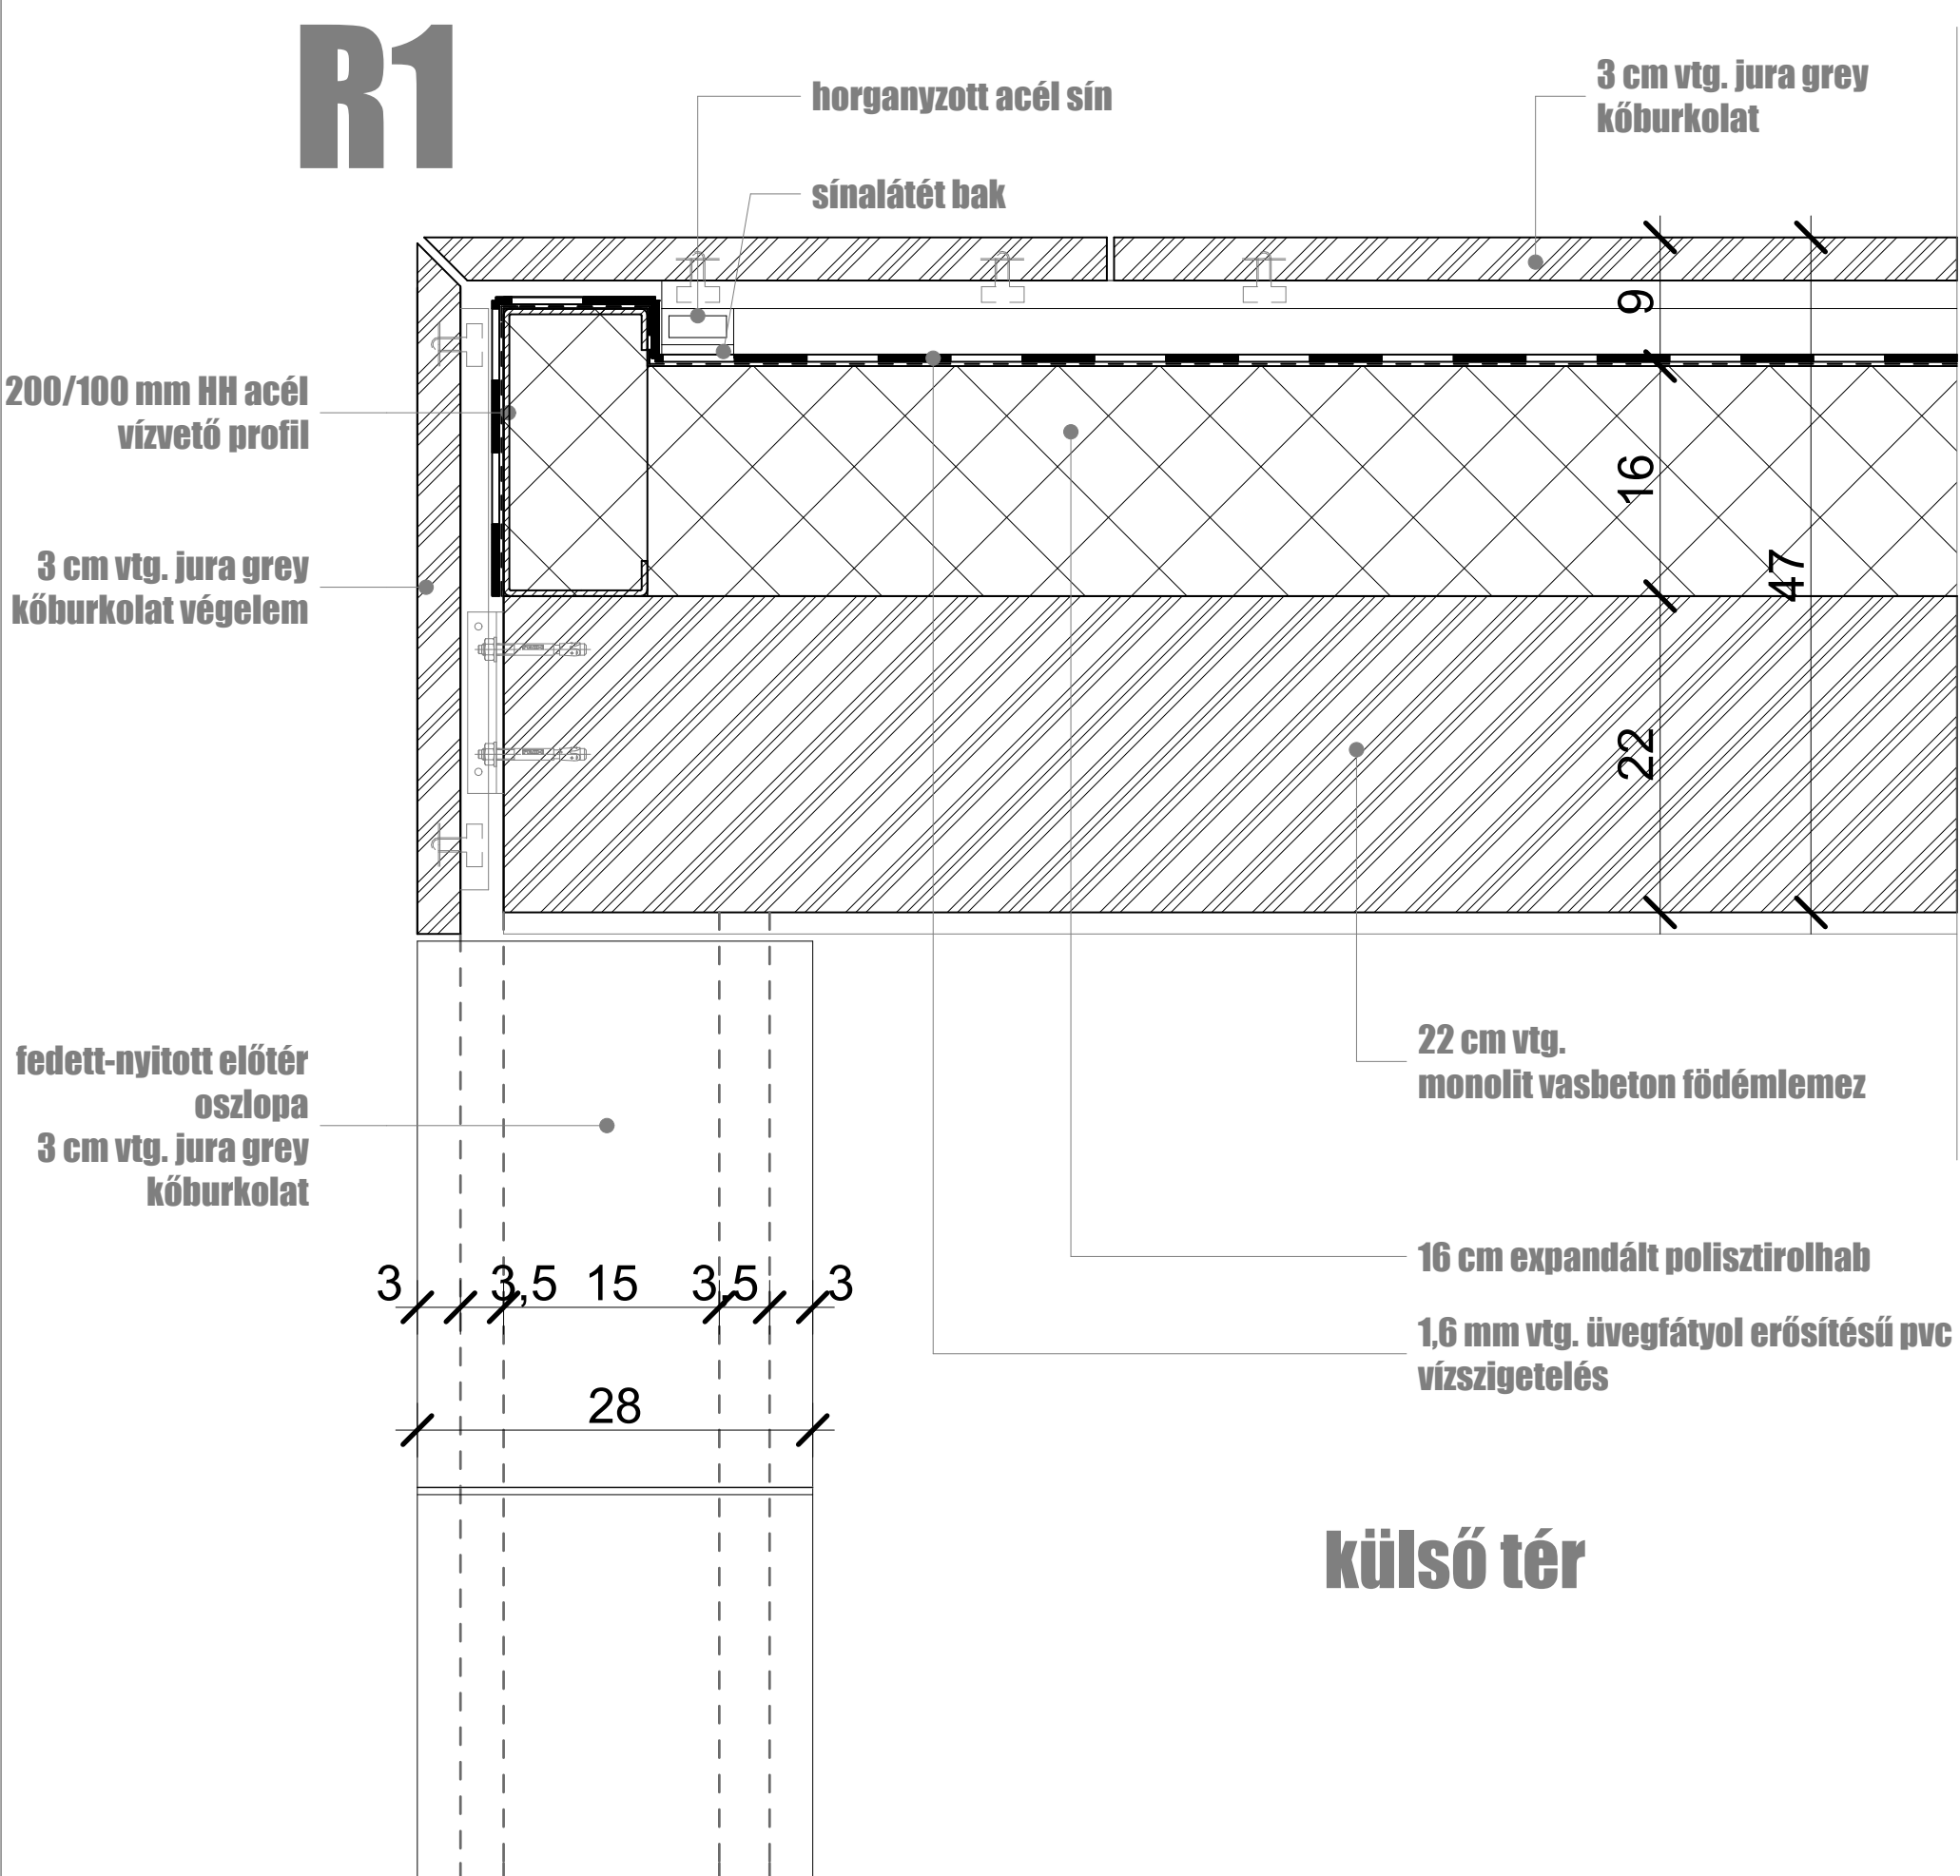 R1
horganyzott acél sín
sínalátét bak
3 cm vtg. jura grey
kőburkolat
200/100 mm HH acél
vízvető profil
3 cm vtg. jura grey
kőburkolat végelem
9
16
47
22
fedett-nyitott előtér
oszlopa
3 cm vtg. jura grey
kőburkolat
22 cm vtg.
monolit vasbeton födémlemez
16 cm expandált polisztirolhab
1,6 mm vtg. üvegfátyol erősítésű pvc
vízszigetelés
3 3,5 15 3,5 3
28
külső tér